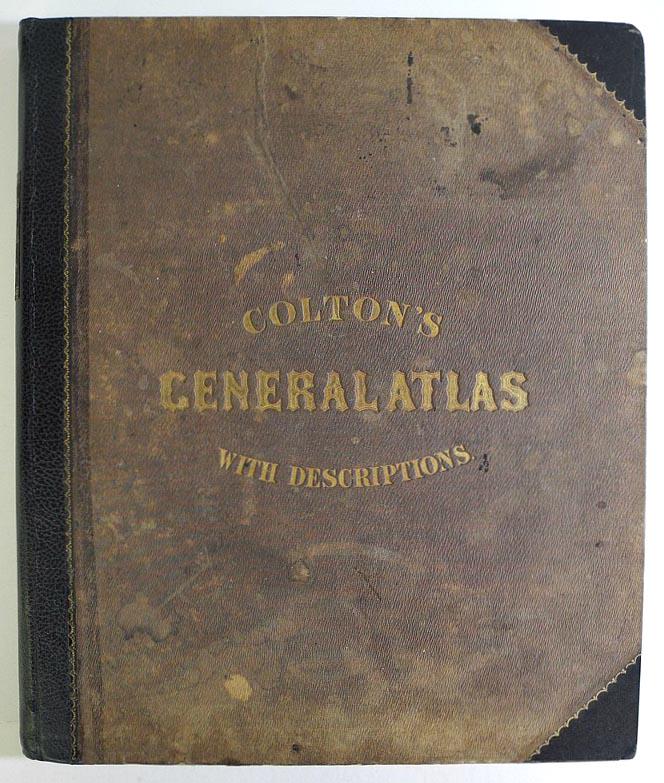 COLTON'S
GENERAL ATLAS
WITH DESCRIPTIONS.